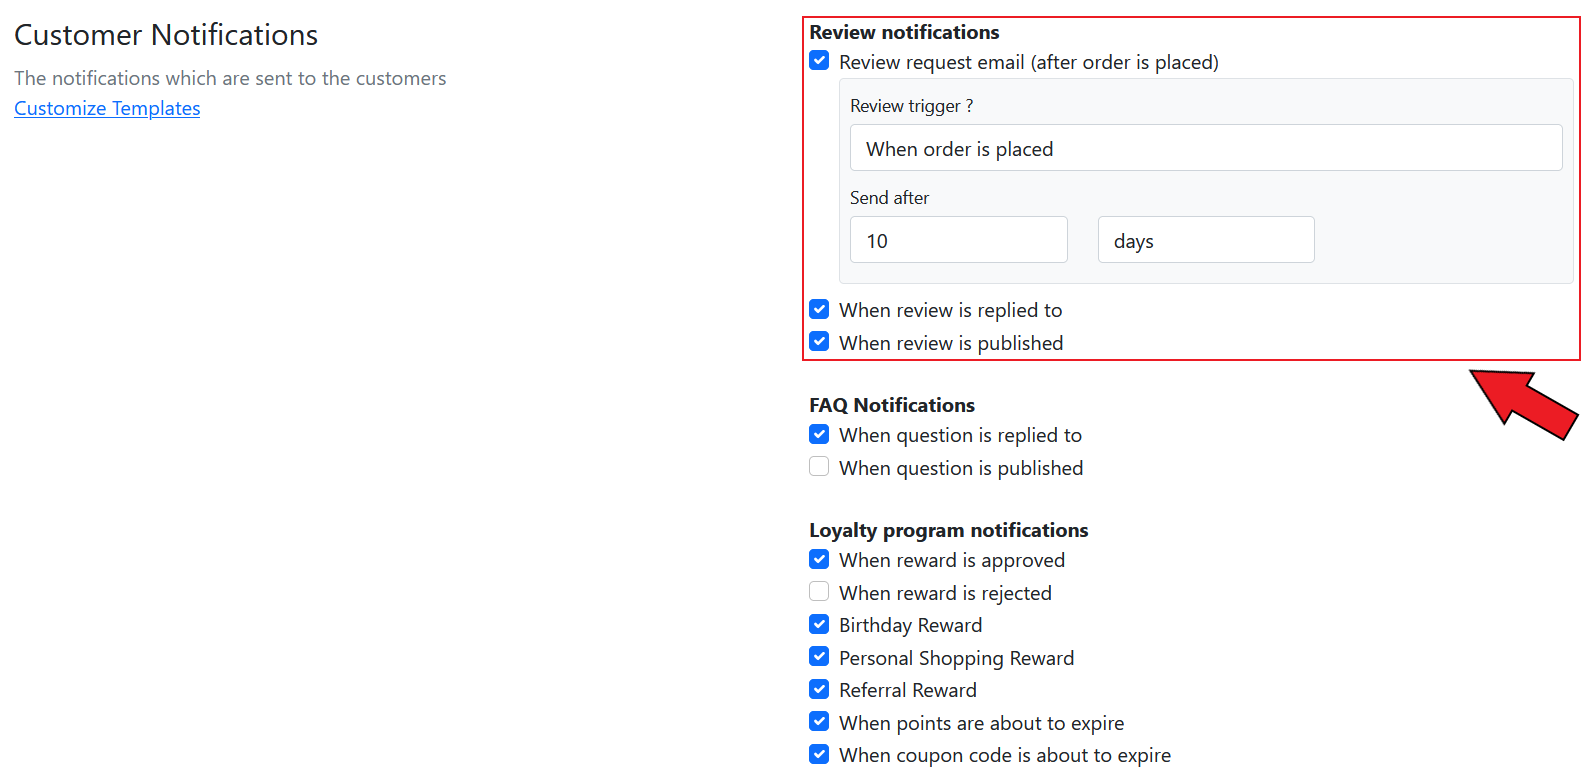 Customer Notifications
The notifications which are sent to the customers
Customize Templates
Review notifications
Review request email (after order is placed)
Review trigger ?
When order is placed
Send after
10 days
When review is replied to
When review is published
FAQ Notifications
When question is replied to
When question is published
Loyalty program notifications
When reward is approved
When reward is rejected
Birthday Reward
Personal Shopping Reward
Referral Reward
When points are about to expire
When coupon code is about to expire